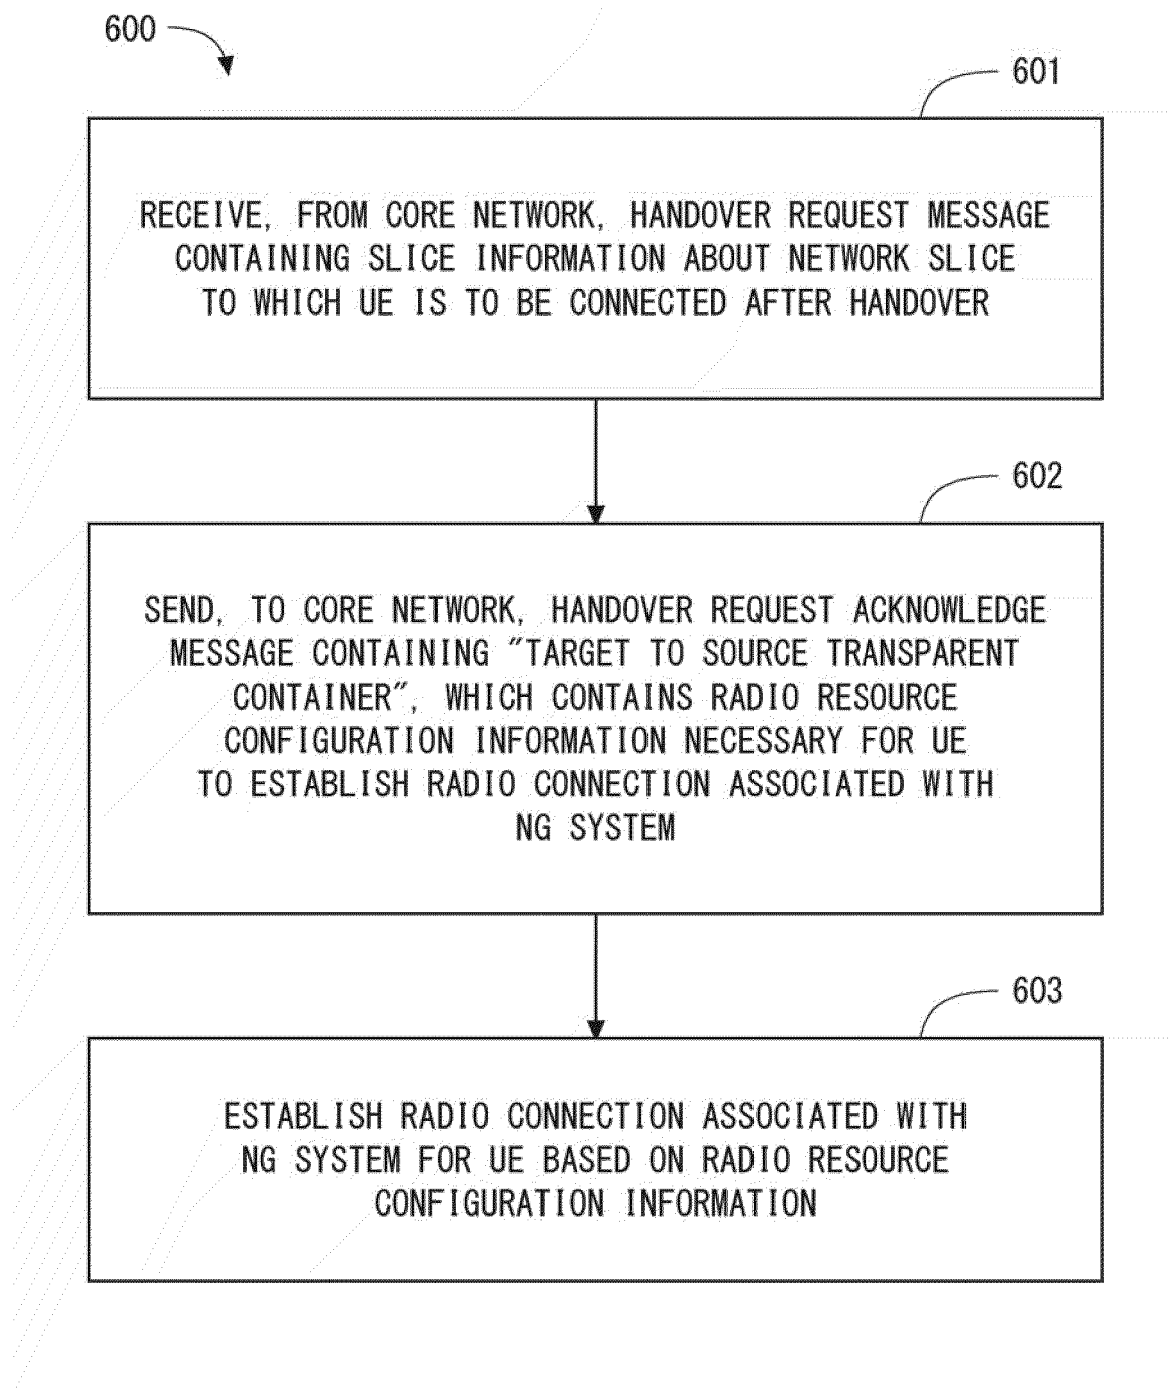 600
601
RECEIVE, FROM CORE NETWORK, HANDOVER REQUEST MESSAGE
CONTAINING SLICE INFORMATION ABOUT NETWORK SLICE
TO WHICH UE IS TO BE CONNECTED AFTER HANDOVER
602
SEND, TO CORE NETWORK, HANDOVER REQUEST ACKNOWLEDGE
MESSAGE CONTAINING "TARGET TO SOURCE TRANSPARENT
CONTAINER", WHICH CONTAINS RADIO RESOURCE
CONFIGURATION INFORMATION NECESSARY FOR UE
TO ESTABLISH RADIO CONNECTION ASSOCIATED WITH
NG SYSTEM
603
ESTABLISH RADIO CONNECTION ASSOCIATED WITH
NG SYSTEM FOR UE BASED ON RADIO RESOURCE
CONFIGURATION INFORMATION